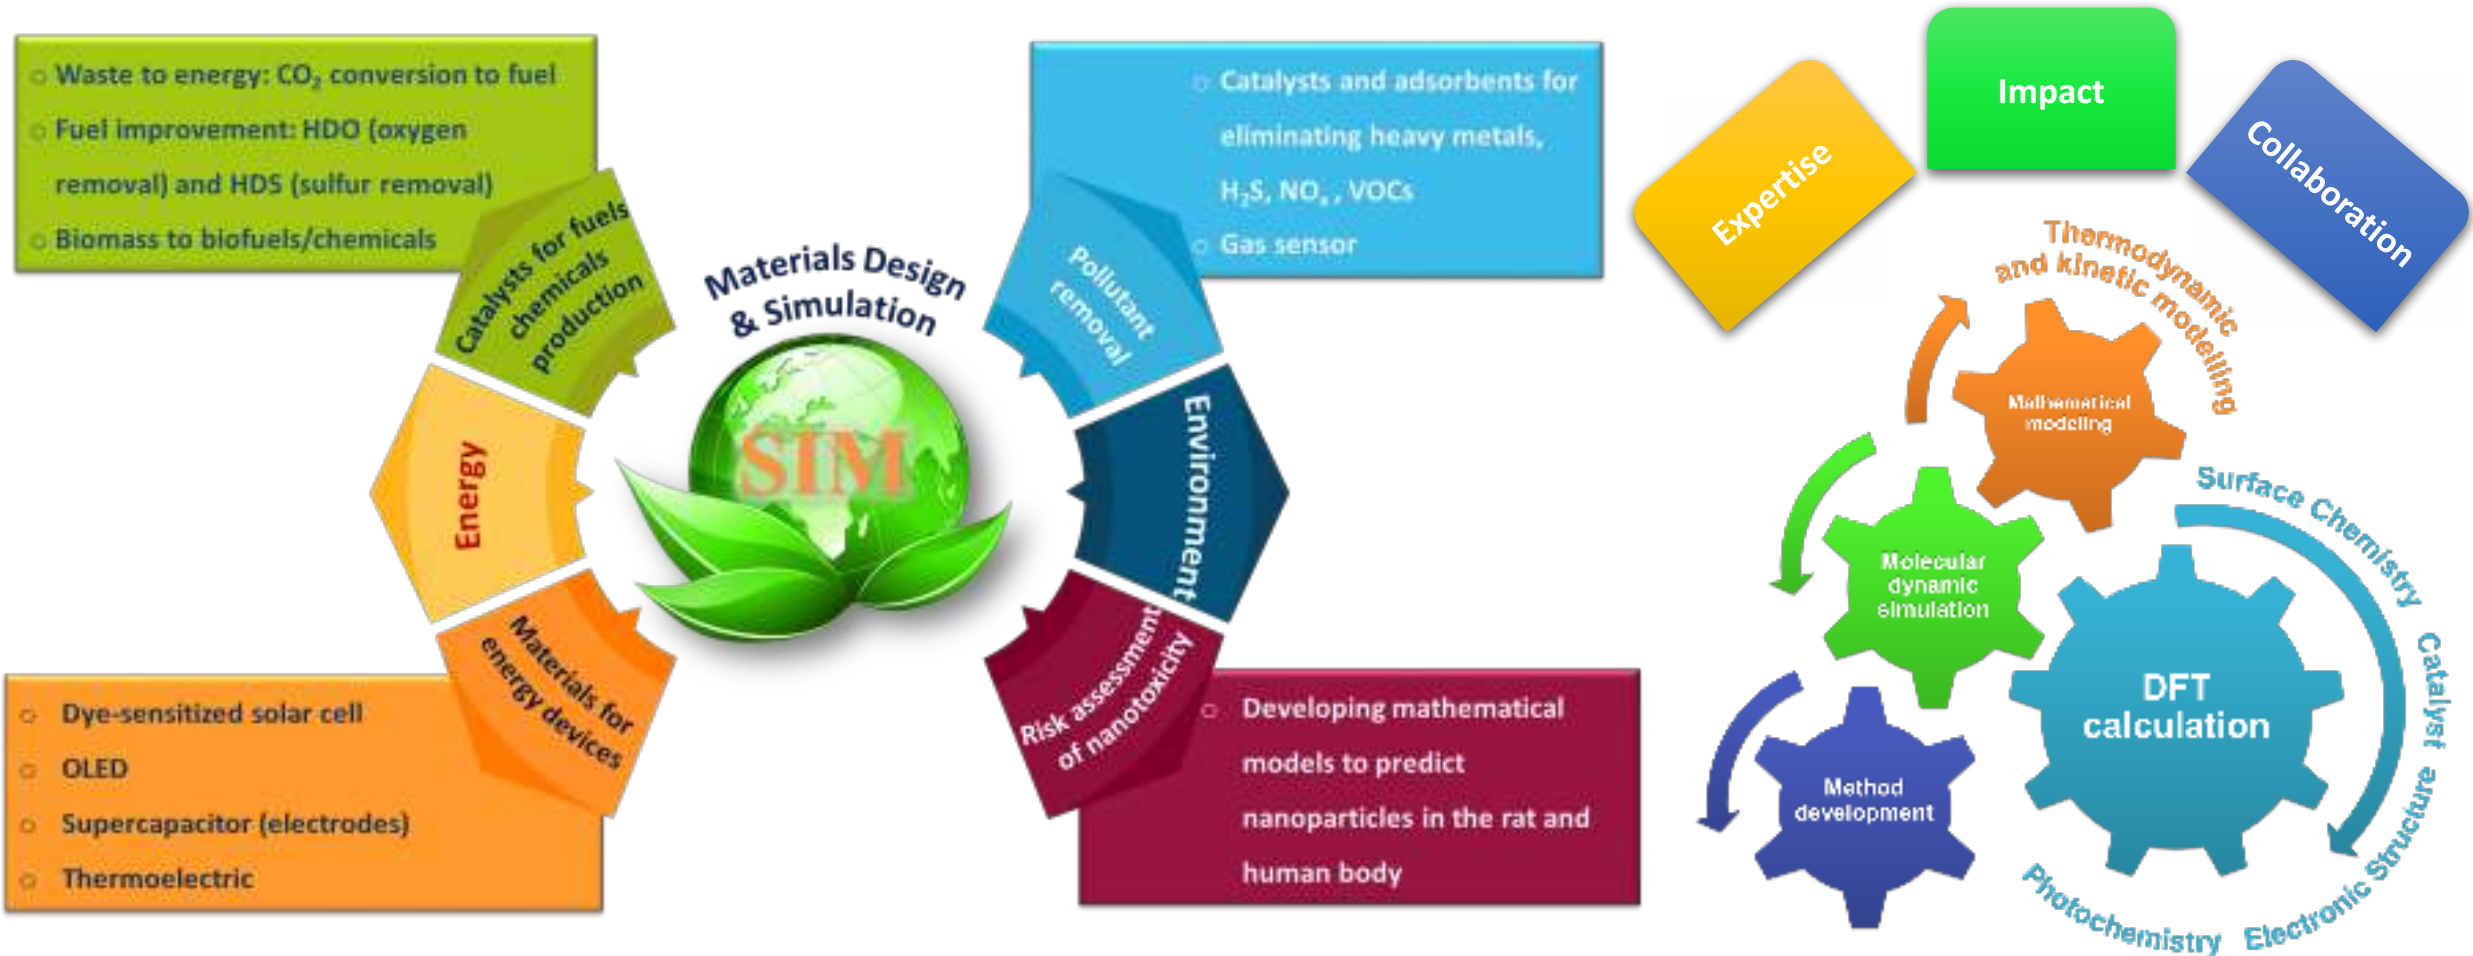 Waste to energy: CO₂ conversion to fuel
Fuel improvement: HDO (oxygen
removal) and HDS (sulfur removal)
Biomass to biofuels/chemicals
Catalysts for fuels
chemicals
production
Energy
Materials for
energy devices
Dye-sensitized solar cell
OLED
Supercapacitor (electrodes)
Thermoelectric
Materials Design
& Simulation
SIM
Catalysts and adsorbents for
eliminating heavy metals,
H₂S, NOₓ, VOCs
Gas sensor
Pollutant
removal
Environment
Risk assessment
of nanotoxicity
Developing mathematical
models to predict
nanoparticles in the rat and
human body
Expertise
Impact
Collaboration
Thermodynamic
and kinetic modelling
Mathematical
modeling
Molecular
dynamic
simulation
Method
development
DFT
calculation
Surface Chemistry
Catalyst
Electronic Structure
Photochemistry